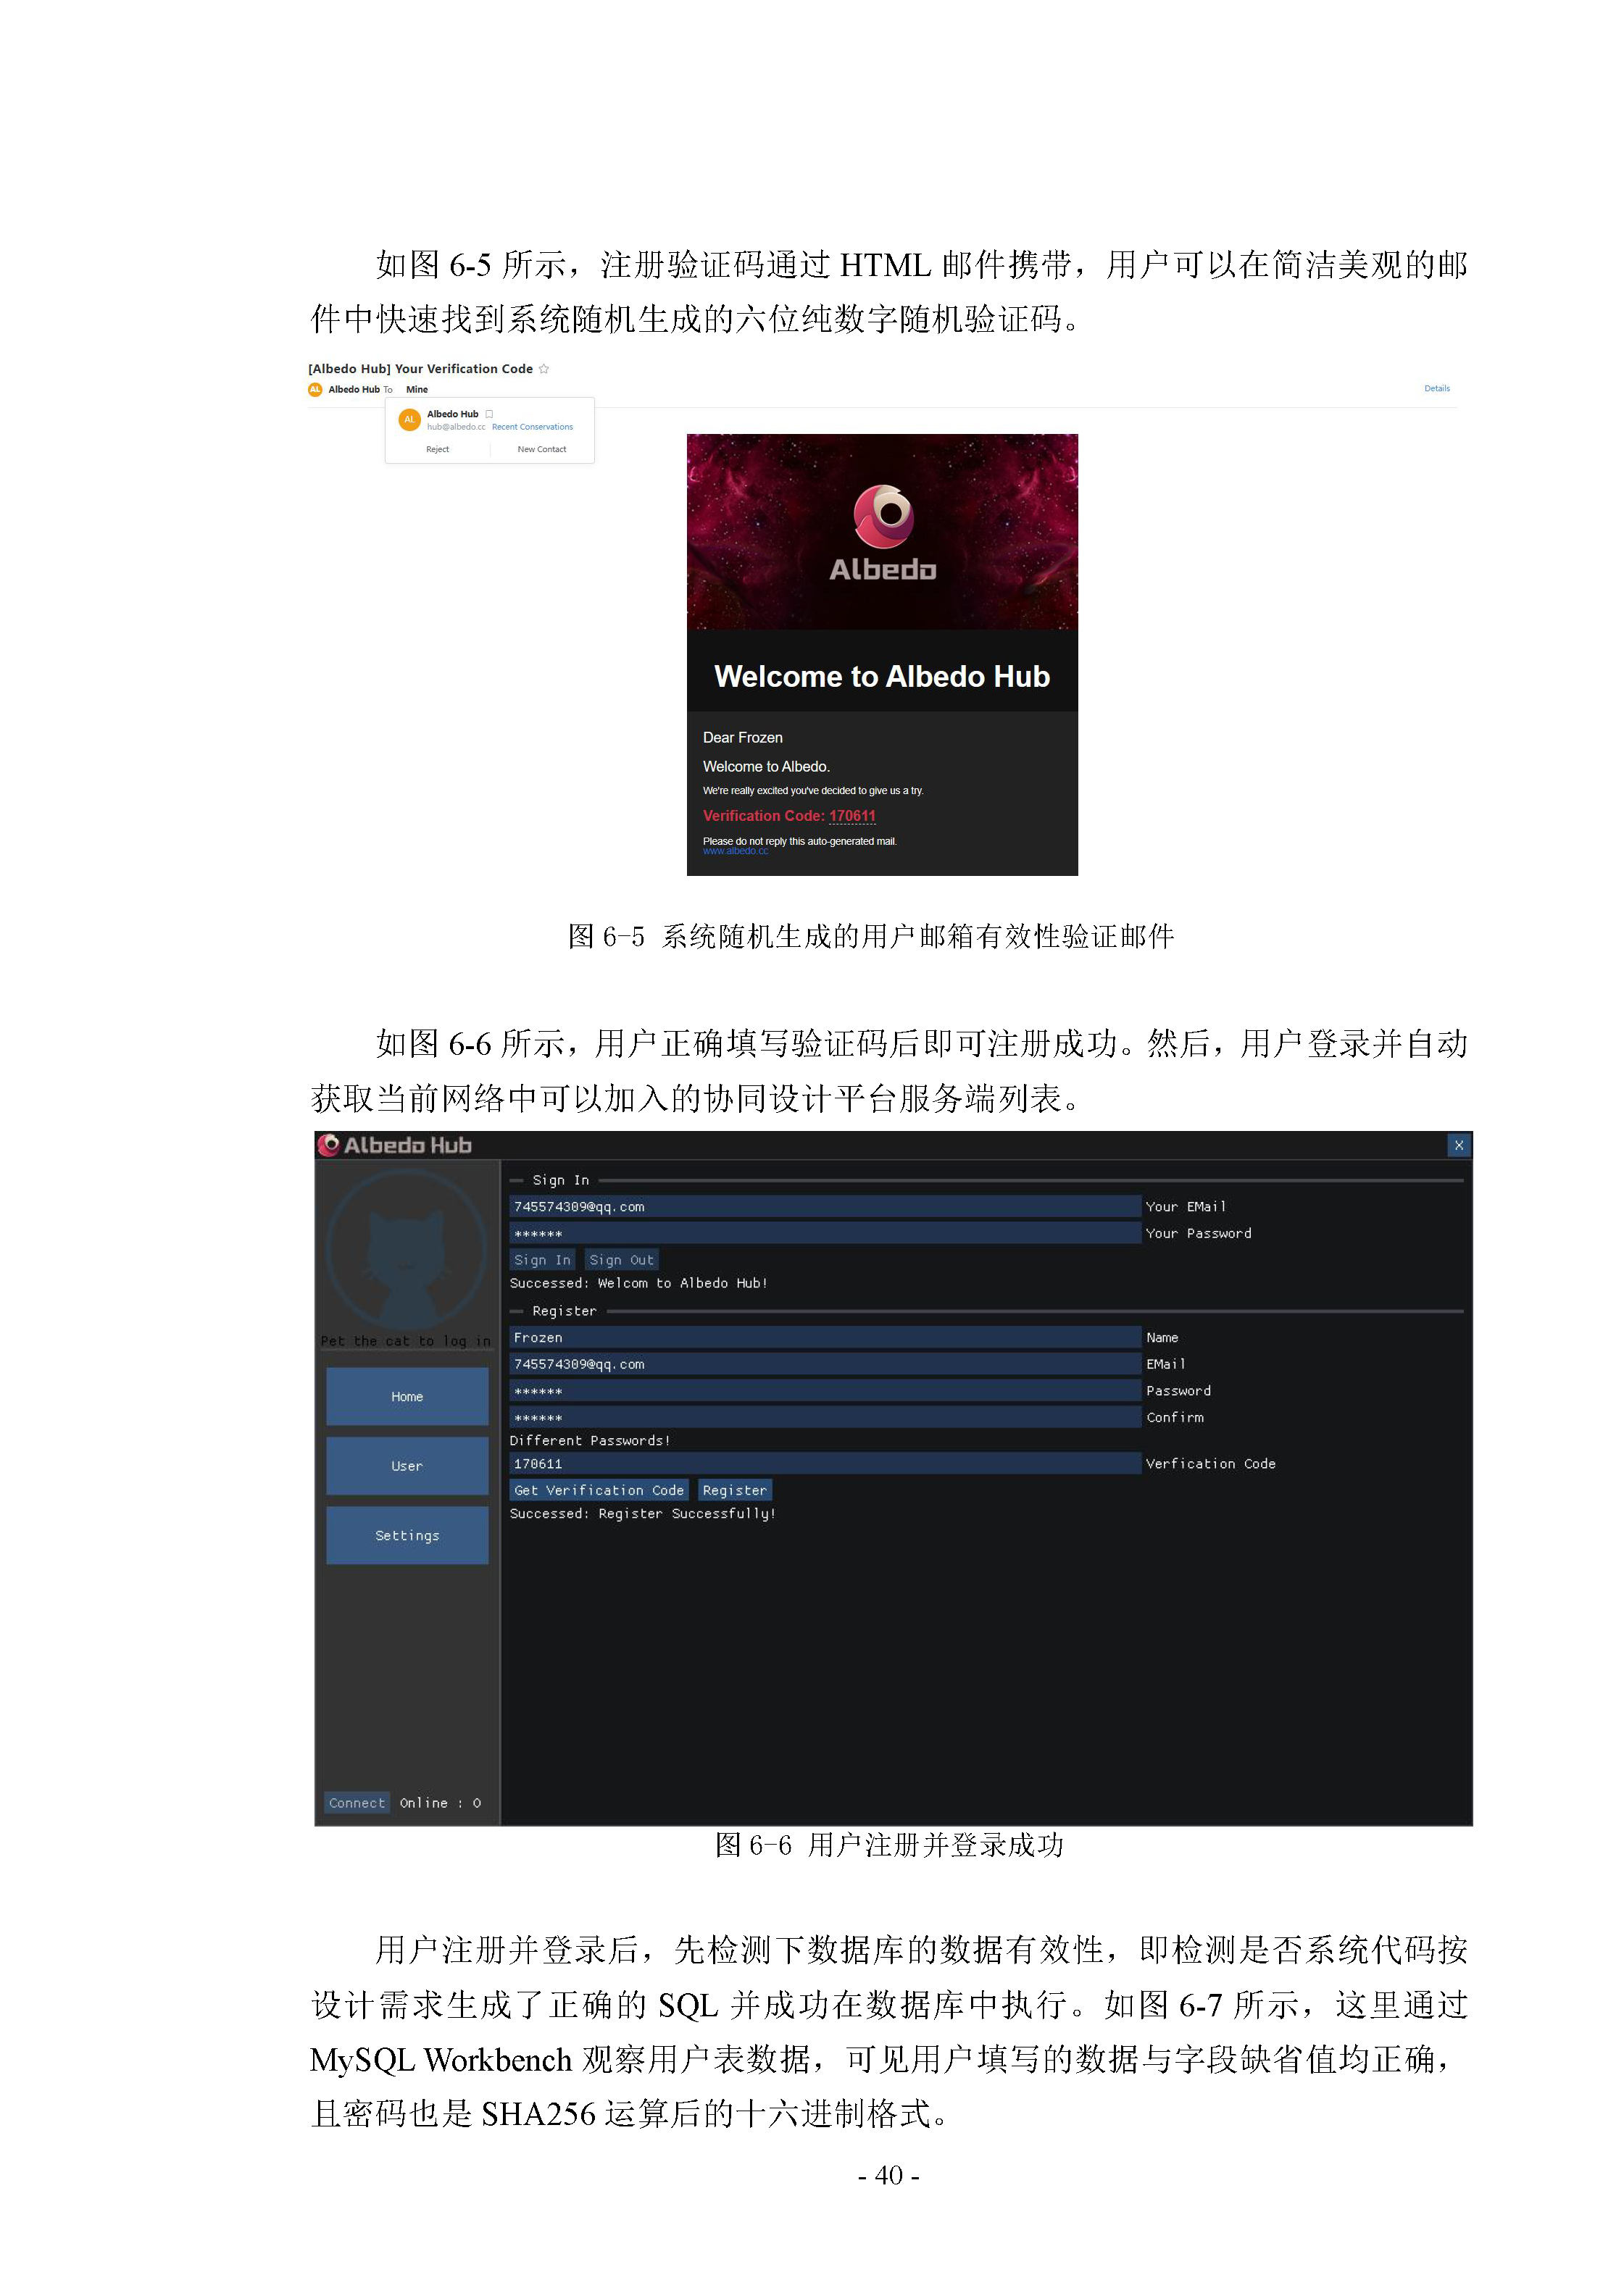 如图 6-5 所示，注册验证码通过 HTML 邮件携带，用户可以在简洁美观的邮
件中快速找到系统随机生成的六位纯数字随机验证码。
[Albedo Hub] Your Verification Code
AL Albedo Hub To Mine Details
AL Albedo Hub
hub@albedo.cc Recent Conservations
Reject New Contact
Albedo
Welcome to Albedo Hub
Dear Frozen
Welcome to Albedo.
We're really excited you've decided to give us a try.
Verification Code: 170611
Please do not reply this auto-generated mail.
www.albedo.cc
图 6-5 系统随机生成的用户邮箱有效性验证邮件
如图 6-6 所示，用户正确填写验证码后即可注册成功。然后，用户登录并自动
获取当前网络中可以加入的协同设计平台服务端列表。
Albedo Hub X
Pet the cat to log in
Home
User
Settings
Connect Online : 0
Sign In
745574309@qq.com Your EMail
****** Your Password
Sign In Sign Out
Successed: Welcom to Albedo Hub!
Register
Frozen Name
745574309@qq.com EMail
****** Password
****** Confirm
Different Passwords!
170611 Verfication Code
Get Verification Code Register
Successed: Register Successfully!
图 6-6 用户注册并登录成功
用户注册并登录后，先检测下数据库的数据有效性，即检测是否系统代码按
设计需求生成了正确的 SQL 并成功在数据库中执行。如图 6-7 所示，这里通过
MySQL Workbench 观察用户表数据，可见用户填写的数据与字段缺省值均正确，
且密码也是 SHA256 运算后的十六进制格式。
- 40 -